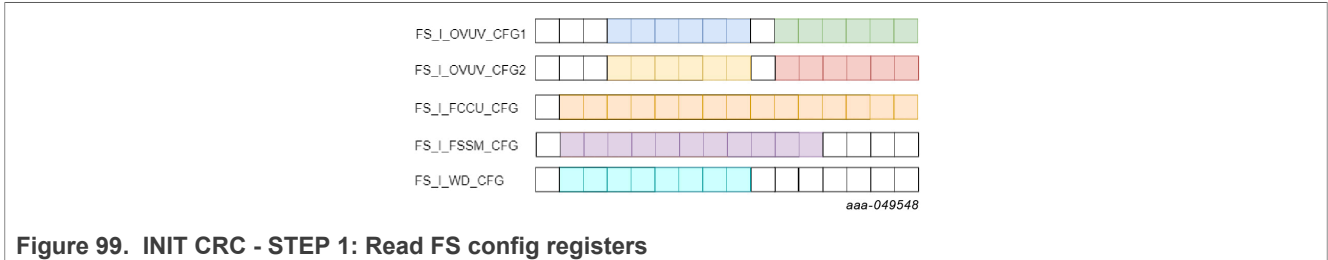 FS_I_OVUV_CFG1
FS_I_OVUV_CFG2
FS_I_FCCU_CFG
FS_I_FSSM_CFG
FS_I_WD_CFG
aaa-049548
Figure 99. INIT CRC - STEP 1: Read FS config registers